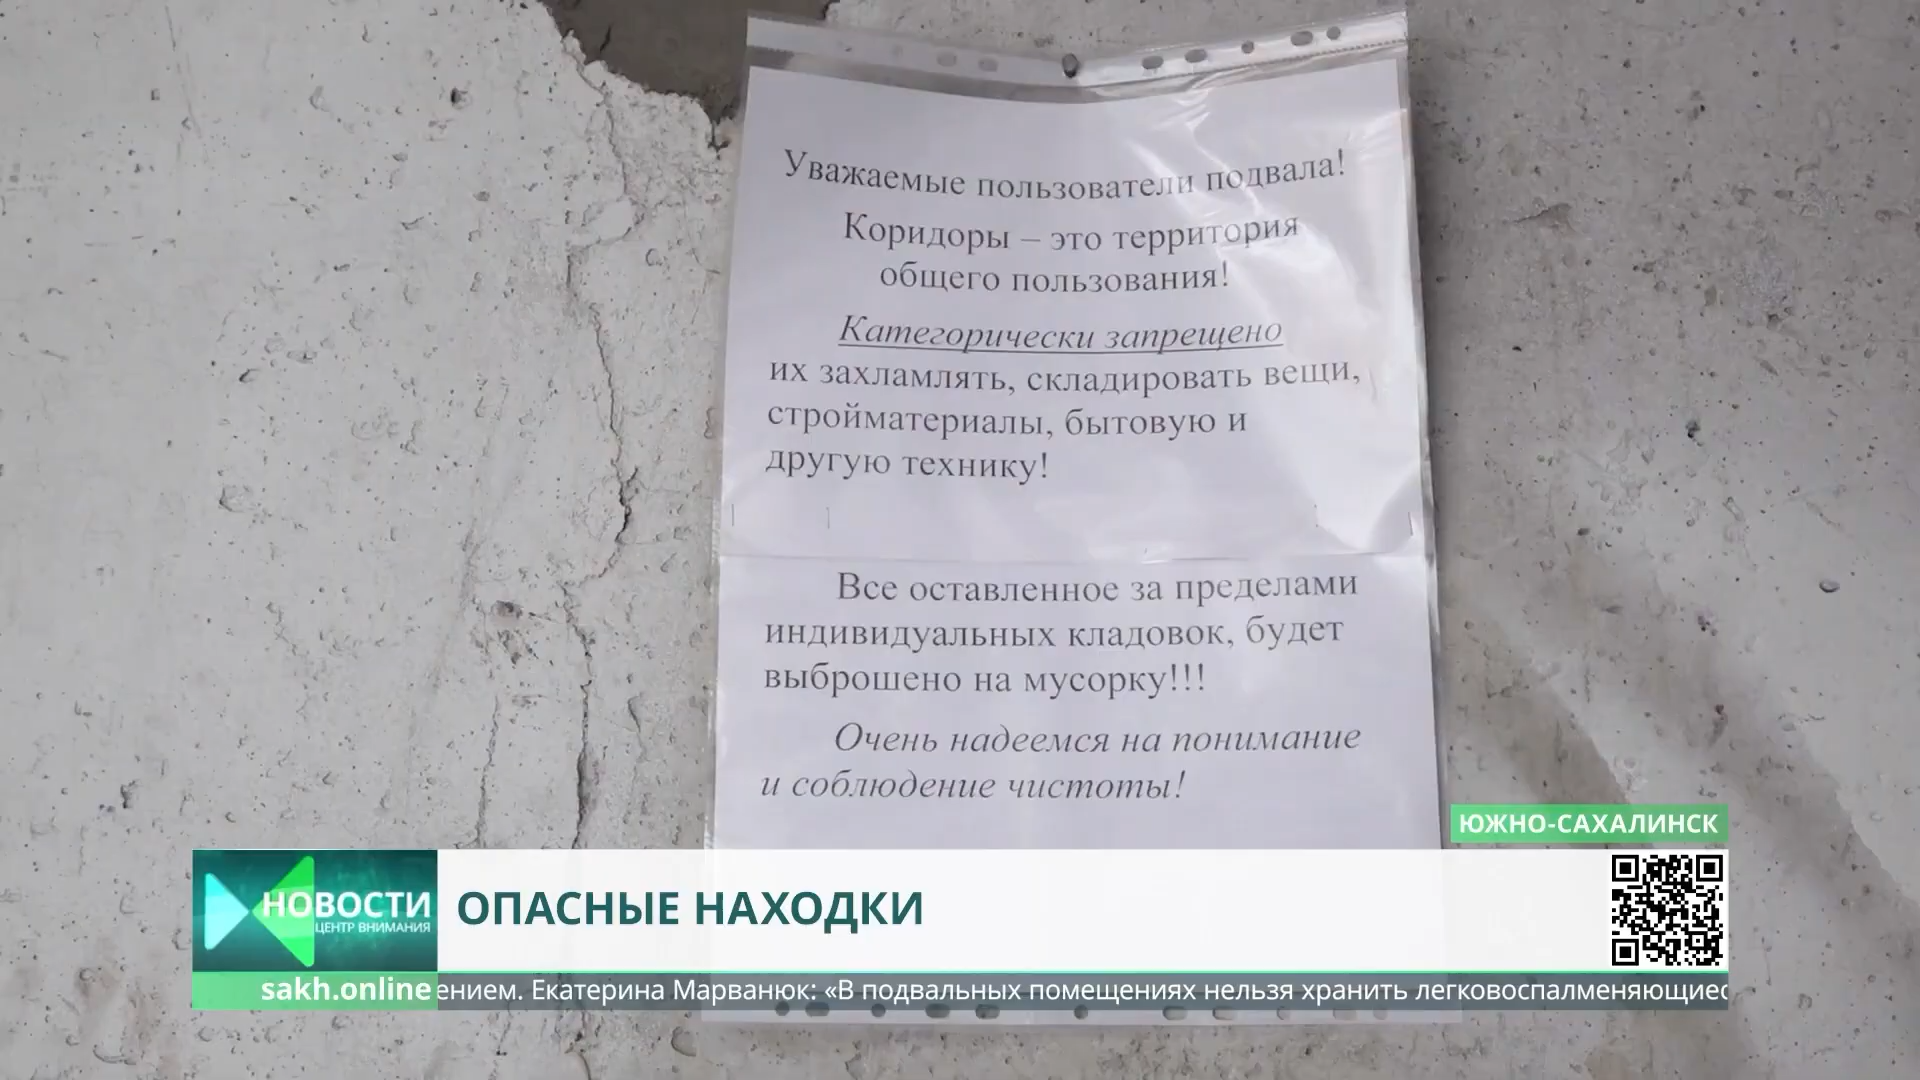 Уважаемые пользователи подвала!
Коридоры – это территория
общего пользования!
Категорически запрещено
их захламлять, складировать вещи,
стройматериалы, бытовую и
другую технику!
Все оставленное за пределами
индивидуальных кладовок, будет
выброшено на мусорку!!!
Очень надеемся на понимание
и соблюдение чистоты!
ЮЖНО-САХАЛИНСК
НОВОСТИ
ЦЕНТР ВНИМАНИЯ
ОПАСНЫЕ НАХОДКИ
sakh.online
ением. Екатерина Марванюк: «В подвальных помещениях нельзя хранить легковоспалменяющиес